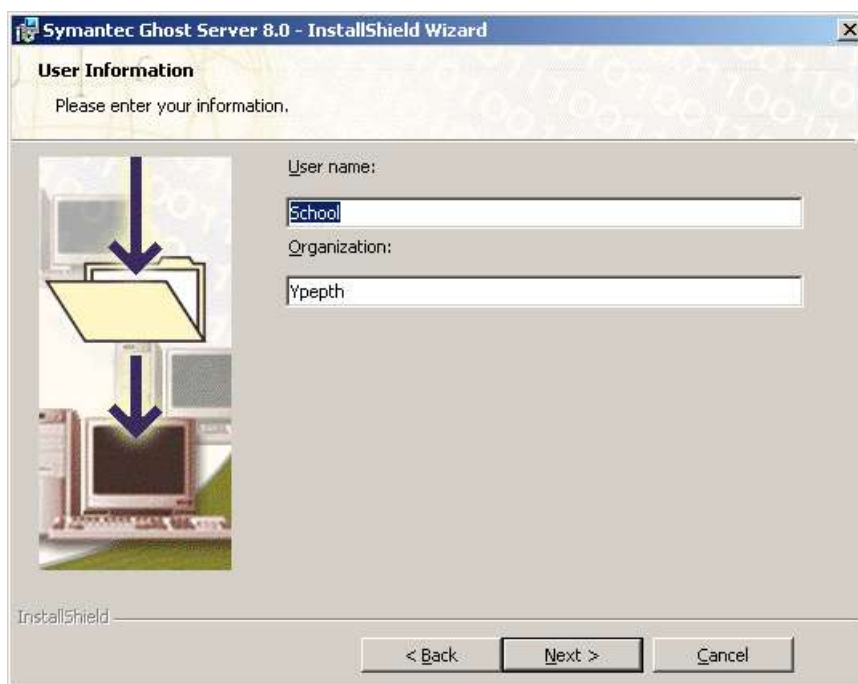 Symantec Ghost Server 8.0 - InstallShield Wizard
User Information
Please enter your information.
User name:
School
Organization:
Ypepth
InstallShield
< Back Next > Cancel